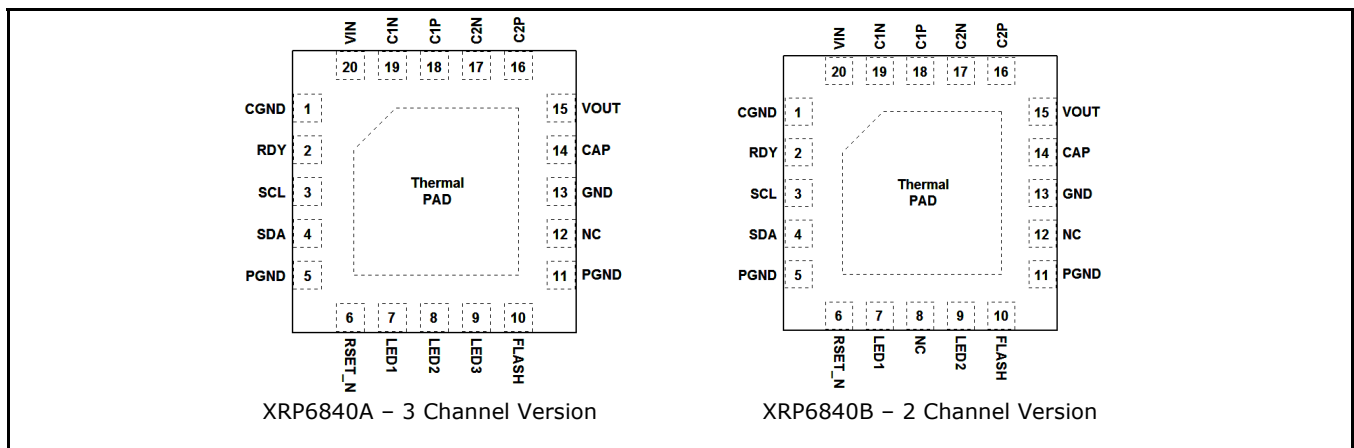 VIN C1N C1P C2N C2P
20 19 18 17 16
CGND 1 15 VOUT
RDY 2 14 CAP
SCL 3 13 GND
SDA 4 12 NC
PGND 5 11 PGND
Thermal
PAD
6 7 8 9 10
RSET_N LED1 LED2 LED3 FLASH
XRP6840A – 3 Channel Version
VIN C1N C1P C2N C2P
20 19 18 17 16
CGND 1 15 VOUT
RDY 2 14 CAP
SCL 3 13 GND
SDA 4 12 NC
PGND 5 11 PGND
Thermal
PAD
6 7 8 9 10
RSET_N LED1 NC LED2 FLASH
XRP6840B – 2 Channel Version